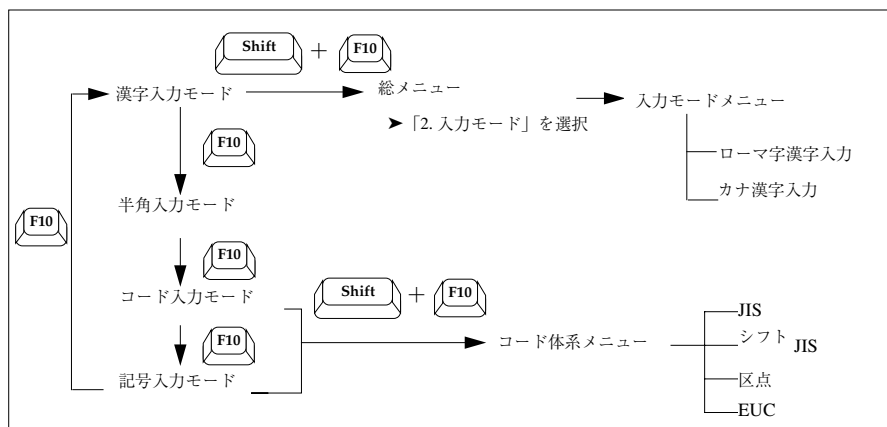 Shift + F10
漢字入力モード
総メニュー
➤「2. 入力モード」を選択
入力モードメニュー
ローマ字漢字入力
カナ漢字入力
F10
半角入力モード
F10
F10
コード入力モード
Shift + F10
F10
記号入力モード
コード体系メニュー
JIS
シフト JIS
区点
EUC